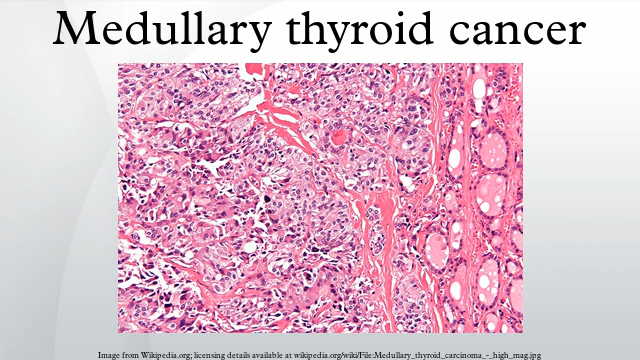 Medullary thyroid cancer
Image from Wikipedia.org; licensing details available at wikipedia.org/wiki/File:Medullary_thyroid_carcinoma_-_high_mag.jpg